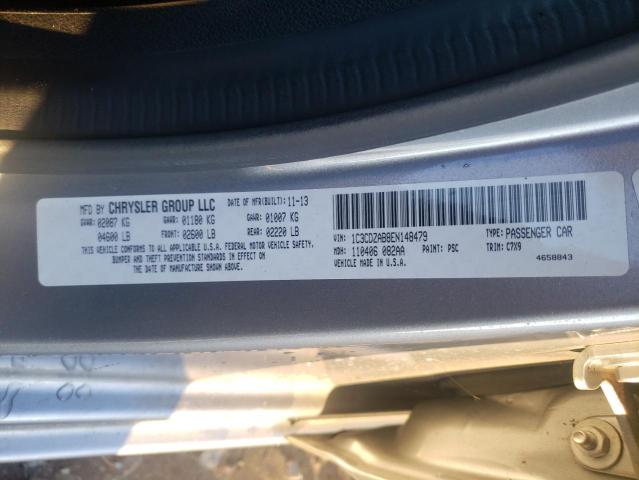 MFD BY CHRYSLER GROUP LLC DATE OF MFR(BUILT): 11-13
GVWR: 02087 KG GAWR: 01180 KG GAWR: 01007 KG
04600 LB FRONT: 02600 LB REAR: 02220 LB
THIS VEHICLE CONFORMS TO ALL APPLICABLE U.S.A. FEDERAL MOTOR VEHICLE SAFETY,
BUMPER AND THEFT PREVENTION STANDARDS IN EFFECT ON
THE DATE OF MANUFACTURE SHOWN ABOVE.
VIN: 1C3CDZAB8EN148479 TYPE: PASSENGER CAR
MDH: 110406 082AA PAINT: PSC TRIM: C7X9
VEHICLE MADE IN U.S.A.
4658843